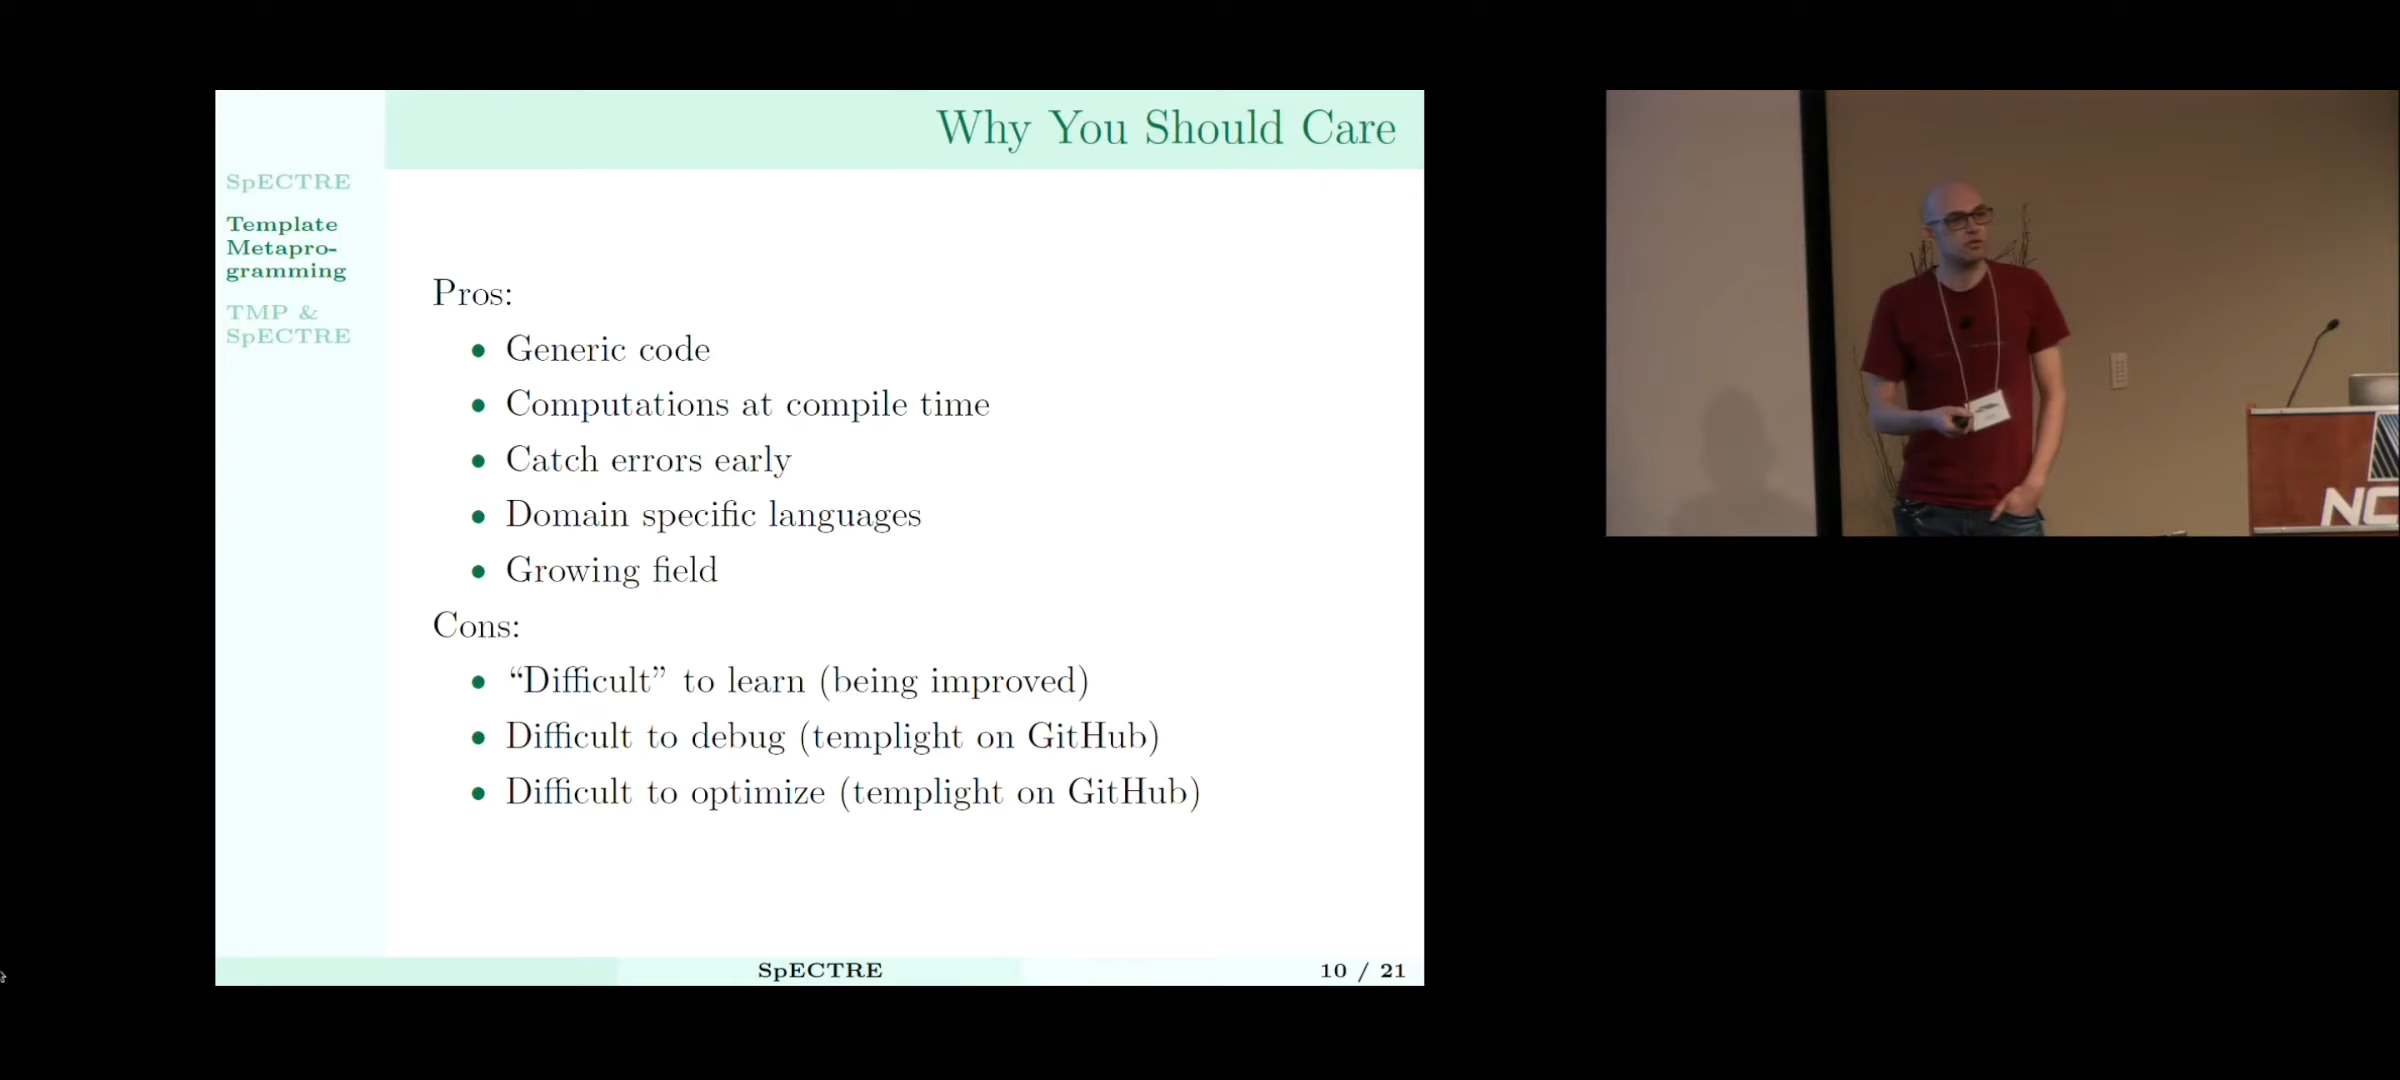 Why You Should Care
SpECTRE
Template
Metapro-
gramming
TMP &
SpECTRE
Pros:
• Generic code
• Computations at compile time
• Catch errors early
• Domain specific languages
• Growing field
Cons:
• “Difficult” to learn (being improved)
• Difficult to debug (templight on GitHub)
• Difficult to optimize (templight on GitHub)
SpECTRE
10 / 21
NC